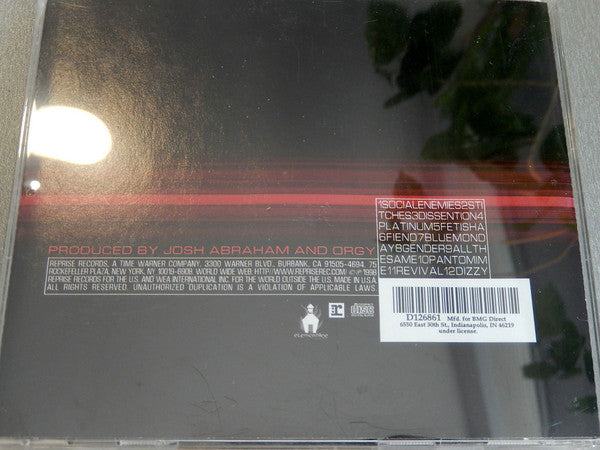 1SOCIALENEMIES2STI
TCHES3DISSENTION4
PLATINUM5FETISHA
6FIEND7BLUEMOND
AY8GENDER9ALLTH
ESAME10PANTOMIM
E11REVIVAL12DIZZY
PRODUCED BY JOSH ABRAHAM AND ORGY
REPRISE RECORDS, A TIME WARNER COMPANY, 3300 WARNER BLVD., BURBANK, CA 91505-4694 75
ROCKEFELLER PLAZA, NEW YORK, NY 10019-6908. WORLD WIDE WEB, HTTP://WWW.REPRISEREC.COM/ ©℗ 1998
REPRISE RECORDS FOR THE U.S. AND WEA INTERNATIONAL INC. FOR THE WORLD OUTSIDE THE U.S. MADE IN U.S.A.
ALL RIGHTS RESERVED. UNAUTHORIZED DUPLICATION IS A VIOLATION OF APPLICABLE LAWS
D126861 Mfd. for BMG Direct
6550 East 30th St., Indianapolis, IN 46219
under license.
elementree
r
disc